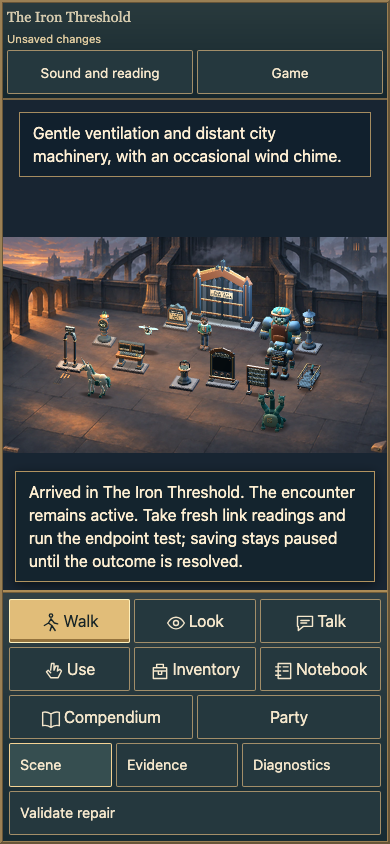 The Iron Threshold
Unsaved changes
Sound and reading
Game
Gentle ventilation and distant city
machinery, with an occasional wind chime.
Arrived in The Iron Threshold. The encounter
remains active. Take fresh link readings and
run the endpoint test; saving stays paused
until the outcome is resolved.
Walk
Look
Talk
Use
Inventory
Notebook
Compendium
Party
Scene
Evidence
Diagnostics
Validate repair